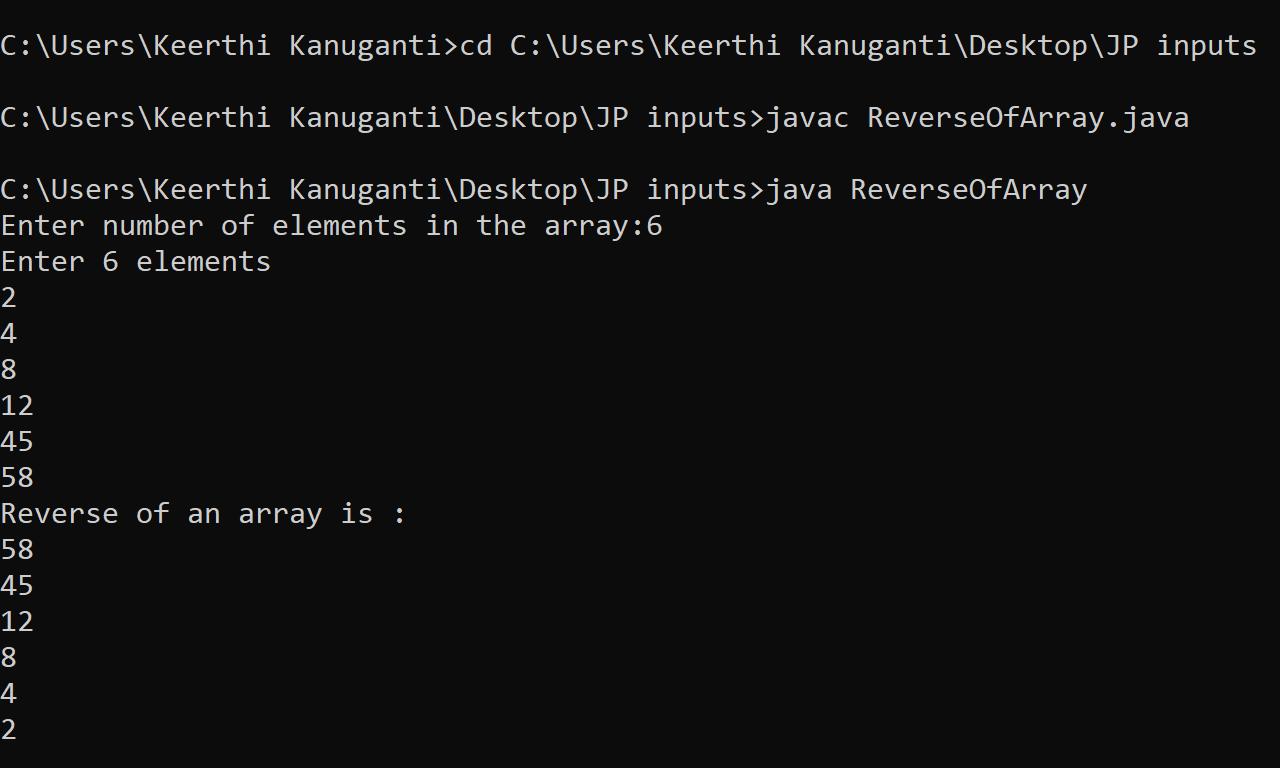 C:\Users\Keerthi Kanuganti>cd C:\Users\Keerthi Kanuganti\Desktop\JP inputs
C:\Users\Keerthi Kanuganti\Desktop\JP inputs>javac ReverseOfArray.java
C:\Users\Keerthi Kanuganti\Desktop\JP inputs>java ReverseOfArray
Enter number of elements in the array:6
Enter 6 elements
2
4
8
12
45
58
Reverse of an array is :
58
45
12
8
4
2